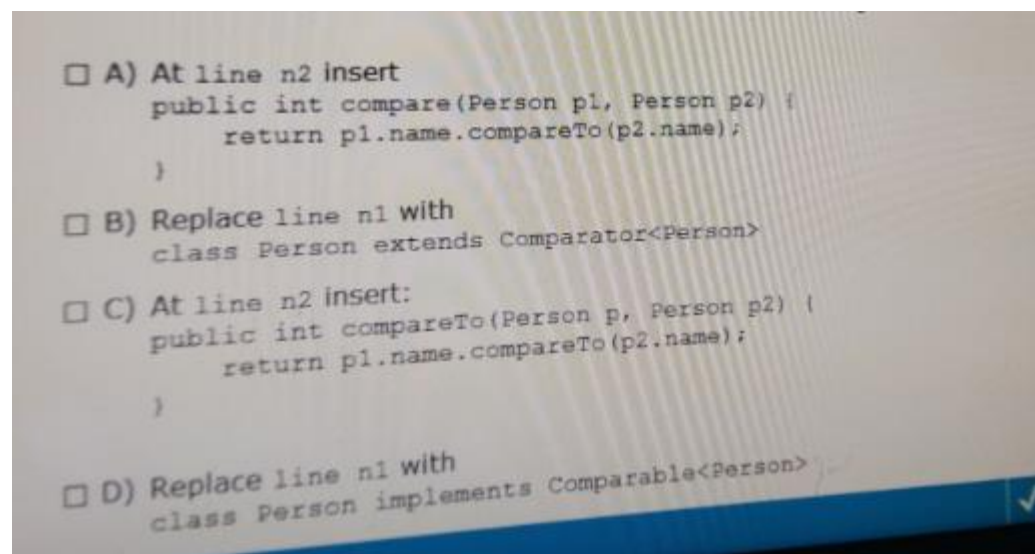 □ A) At line n2 insert
public int compare(Person p1, Person p2) {
return p1.name.compareTo(p2.name);
}
□ B) Replace line n1 with
class Person extends Comparator<Person>
□ C) At line n2 insert:
public int compareTo(Person p, Person p2) {
return p1.name.compareTo(p2.name);
}
□ D) Replace line n1 with
class Person implements Comparable<Person>